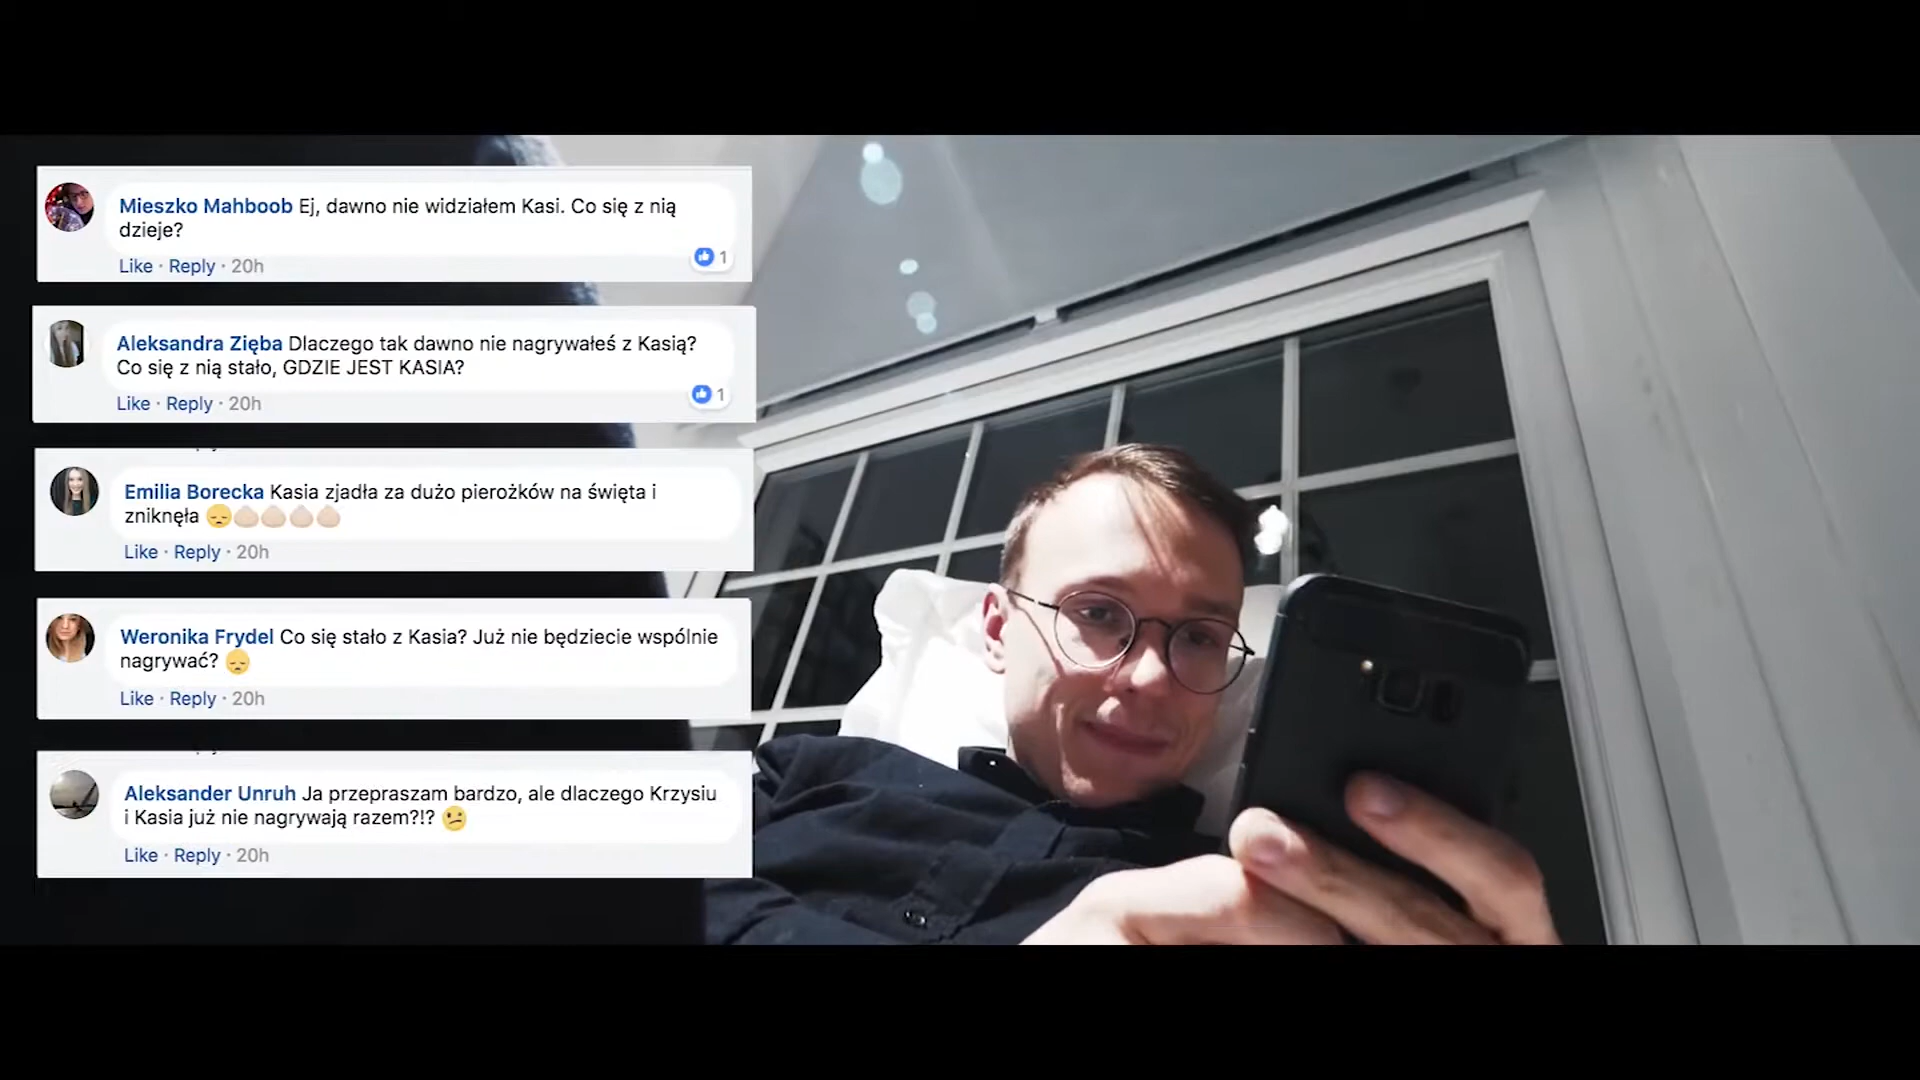 Mieszko Mahboob Ej, dawno nie widziałem Kasi. Co się z nią
dzieje?
1
Like · Reply · 20h
Aleksandra Zięba Dlaczego tak dawno nie nagrywałeś z Kasią?
Co się z nią stało, GDZIE JEST KASIA?
1
Like · Reply · 20h
Emilia Borecka Kasia zjadła za dużo pierożków na święta i
zniknęła 😞👌🏻👌🏻👌🏻👌🏻
Like · Reply · 20h
Weronika Frydel Co się stało z Kasia? Już nie będziecie wspólnie
nagrywać? 😞
Like · Reply · 20h
Aleksander Unruh Ja przepraszam bardzo, ale dlaczego Krzysiu
i Kasia już nie nagrywają razem?!? 😕
Like · Reply · 20h